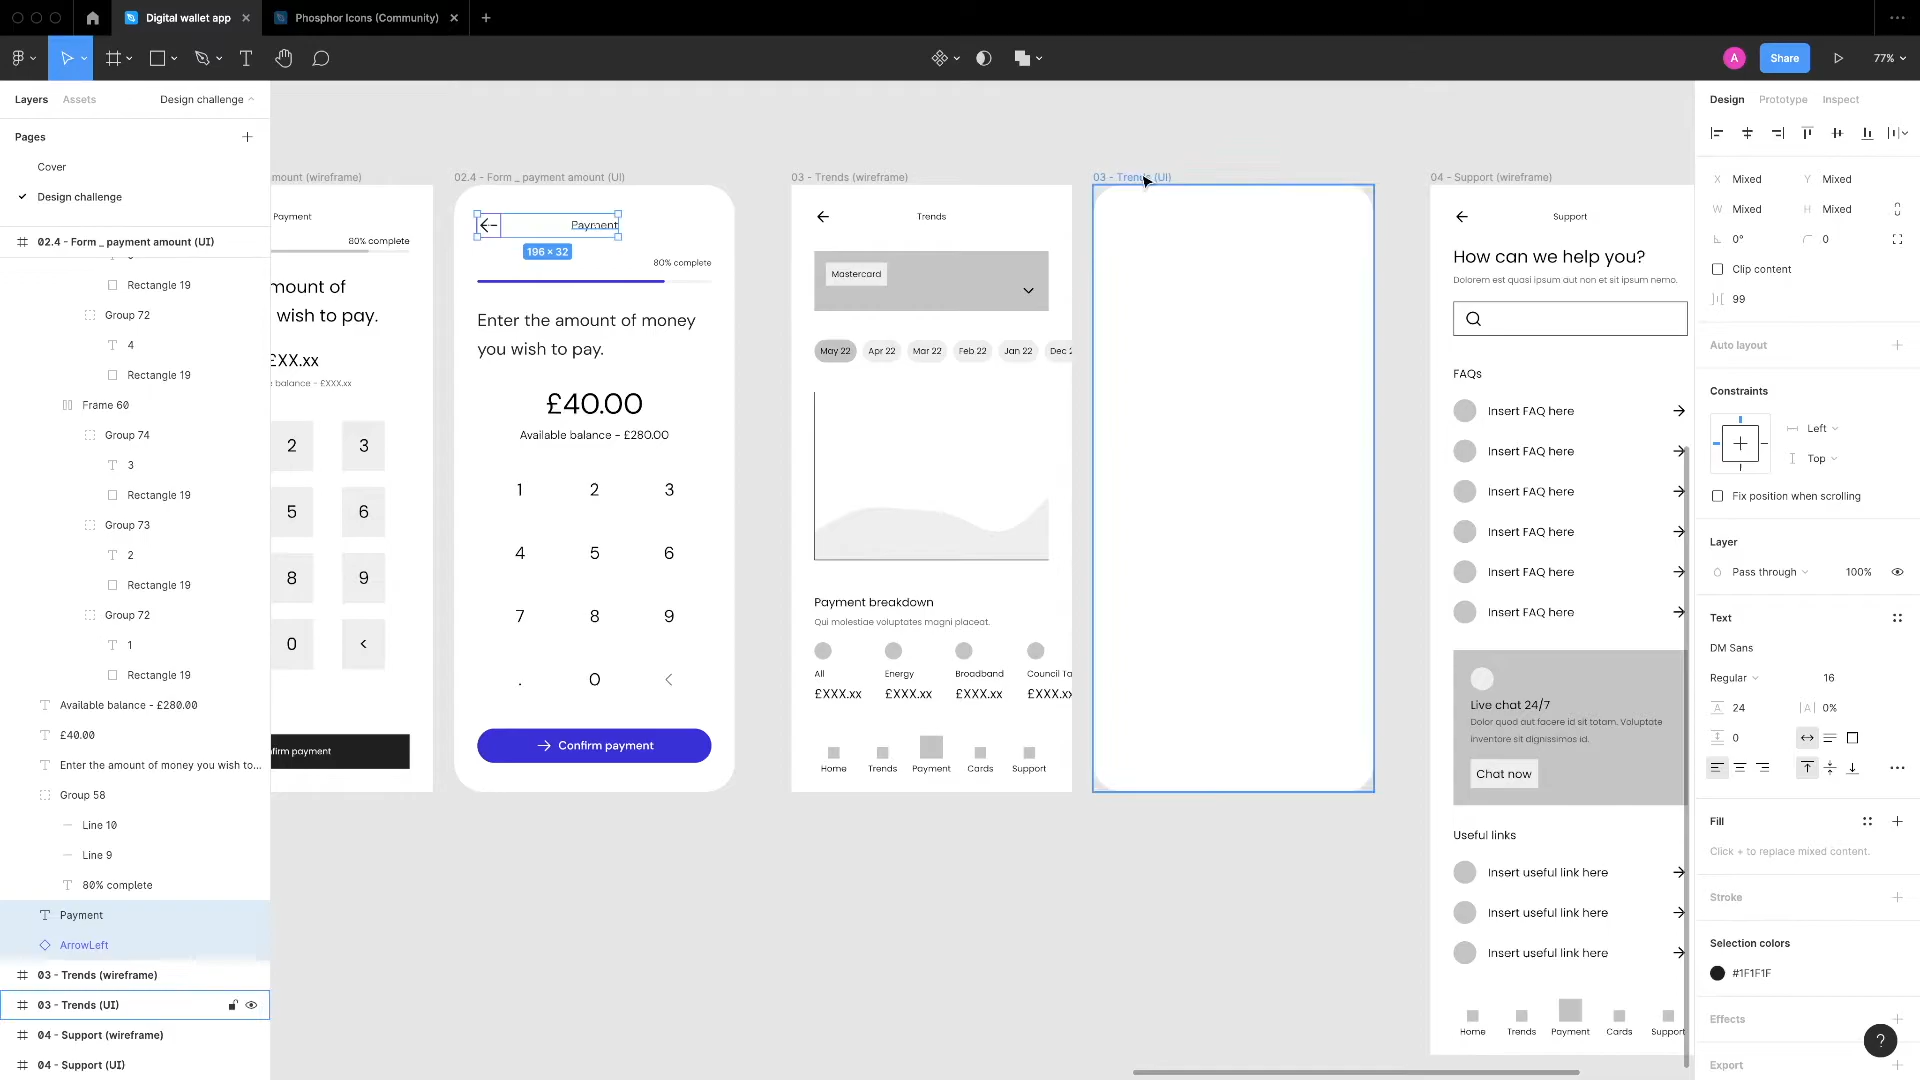 Digital wallet app
Phosphor Icons (Community)
A
Share
77%
Layers
Assets
Design challenge
Pages
Cover
Design challenge
02.4 - Form _ payment amount (UI)
Rectangle 19
Group 72
4
Rectangle 19
Frame 60
Group 74
3
Rectangle 19
Group 73
2
Rectangle 19
Group 72
1
Rectangle 19
Available balance - £280.00
£40.00
Enter the amount of money you wish to...
Group 58
Line 10
Line 9
80% complete
Payment
ArrowLeft
03 - Trends (wireframe)
03 - Trends (UI)
04 - Support (wireframe)
04 - Support (UI)
mount (wireframe)
Payment
80% complete
mount of
wish to pay.
£XX.xx
balance - £XXX.xx
2
3
5
6
8
9
0
<
firm payment
02.4 - Form _ payment amount (UI)
Payment
196 × 32
80% complete
Enter the amount of money
you wish to pay.
£40.00
Available balance - £280.00
1 2 3
4 5 6
7 8 9
. 0 <
Confirm payment
03 - Trends (wireframe)
Trends
Mastercard
May 22
Apr 22
Mar 22
Feb 22
Jan 22
Dec 2
Payment breakdown
Qui molestiae voluptates magni placeat.
All
Energy
Broadband
Council Ta
£XXX.xx
£XXX.xx
£XXX.xx
£XXX.xx
Home
Trends
Payment
Cards
Support
03 - Trends (UI)
04 - Support (wireframe)
Support
How can we help you?
Dolorem est quasi ipsum aut non et sit ipsum nemo.
FAQs
Insert FAQ here
Insert FAQ here
Insert FAQ here
Insert FAQ here
Insert FAQ here
Insert FAQ here
Live chat 24/7
Dolor quod aut facere id sit totam. Voluptate
inventore sit dignissimos id.
Chat now
Useful links
Insert useful link here
Insert useful link here
Insert useful link here
Home
Trends
Payment
Cards
Support
Design
Prototype
Inspect
X Mixed
Y Mixed
W Mixed
H Mixed
0°
0
Clip content
99
Auto layout
Constraints
Left
Top
Fix position when scrolling
Layer
Pass through
100%
Text
DM Sans
Regular
16
24
0%
0
Fill
Click + to replace mixed content.
Stroke
Selection colors
#1F1F1F
Effects
Export
?